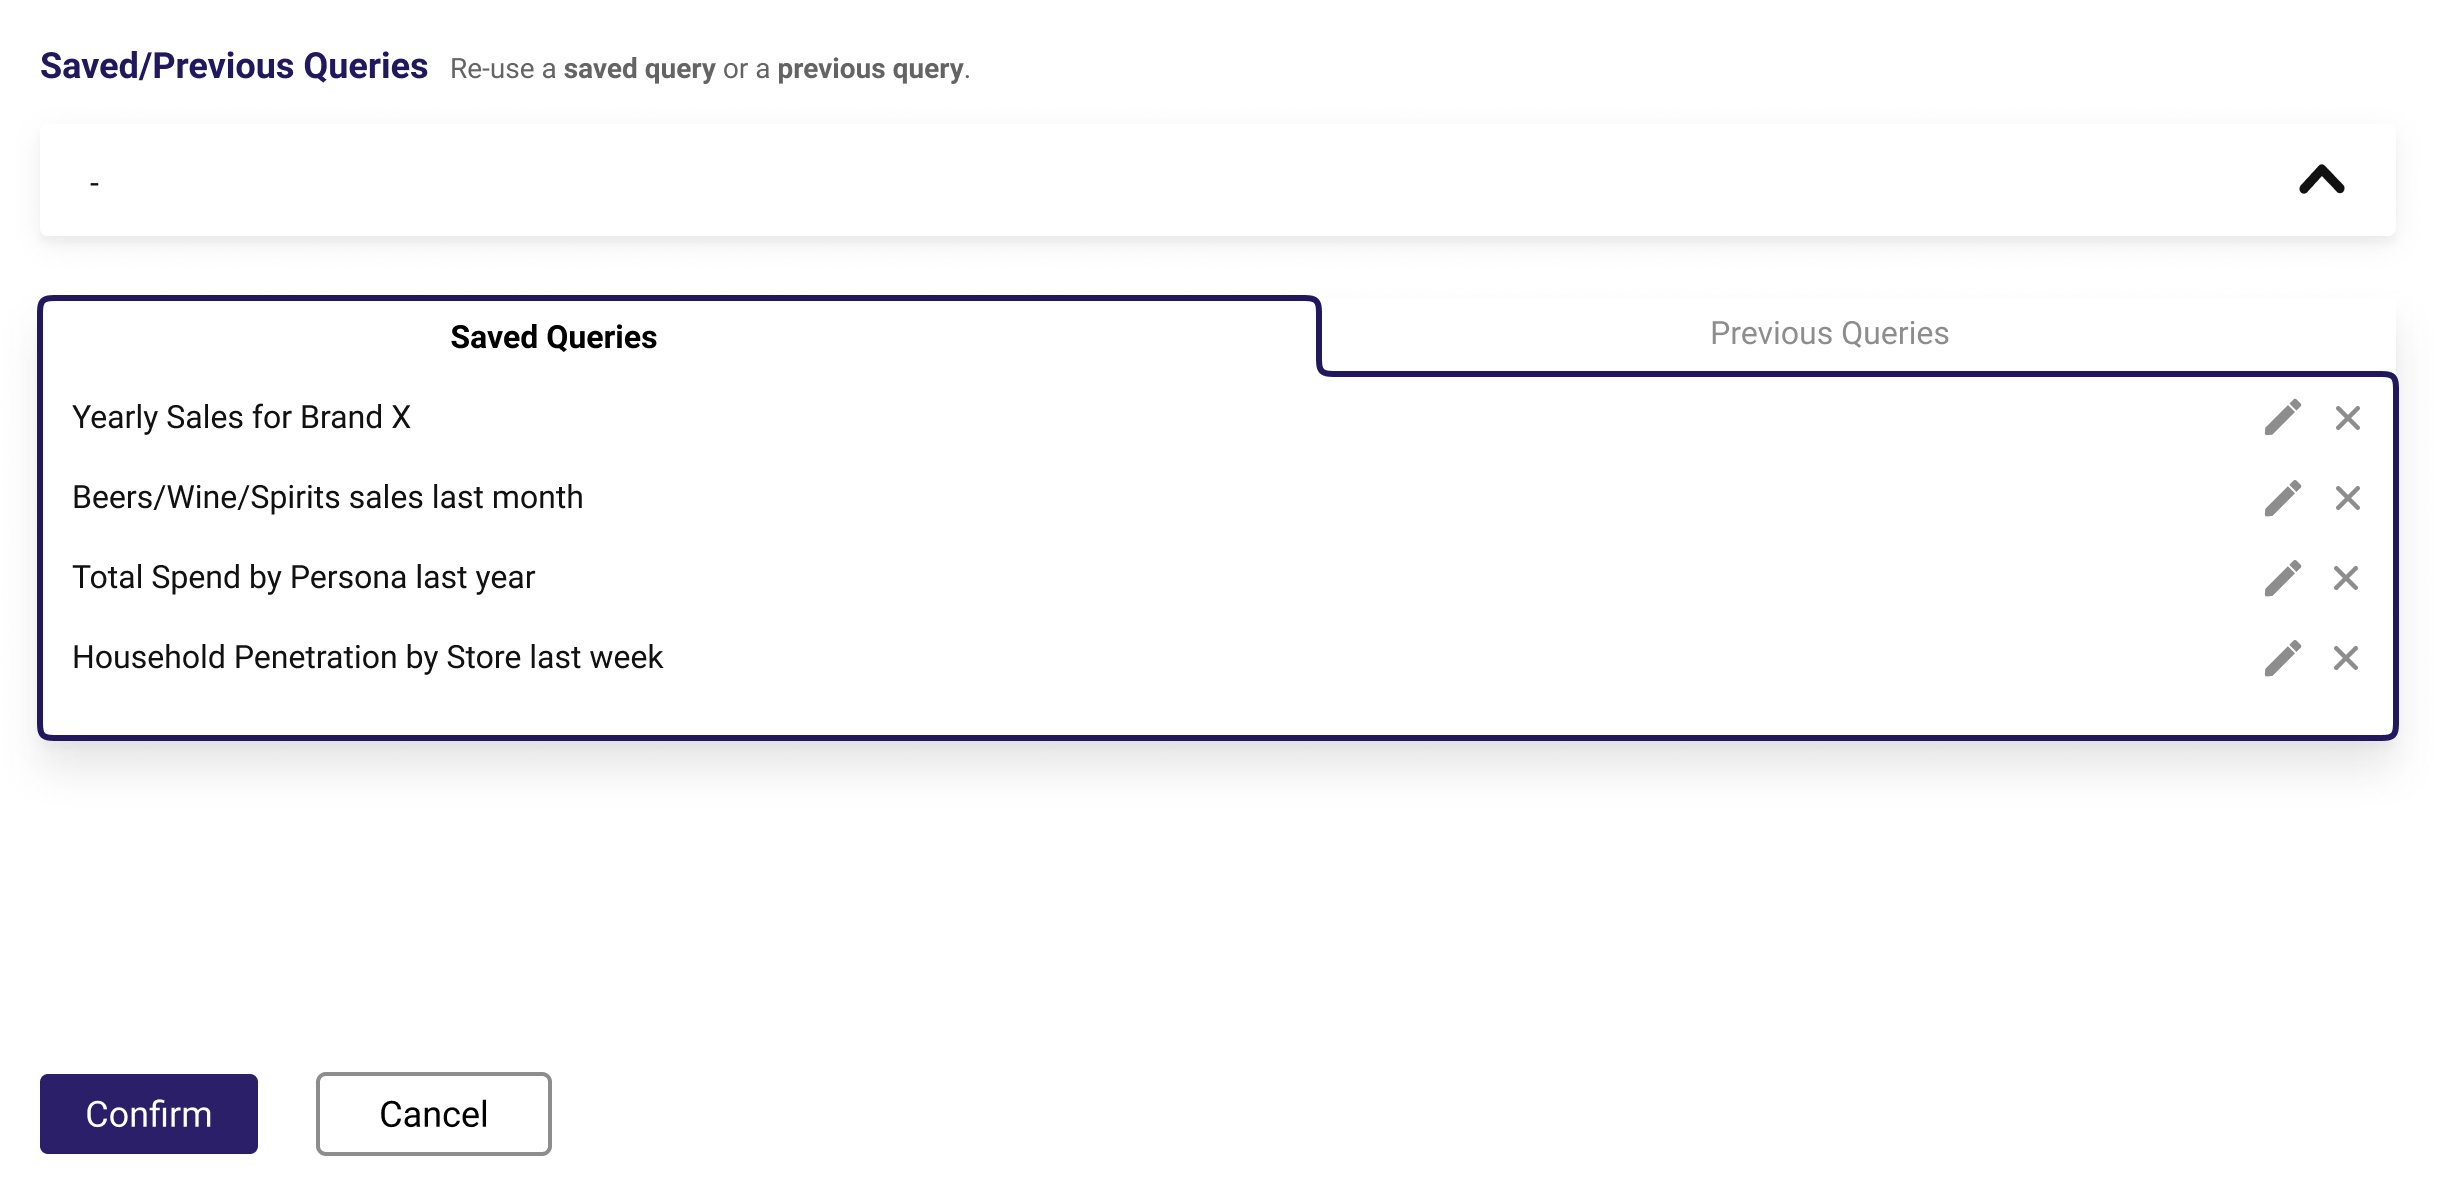 Saved/Previous Queries Re-use a saved query or a previous query.
-
Saved Queries Previous Queries
Yearly Sales for Brand X
Beers/Wine/Spirits sales last month
Total Spend by Persona last year
Household Penetration by Store last week
Confirm Cancel